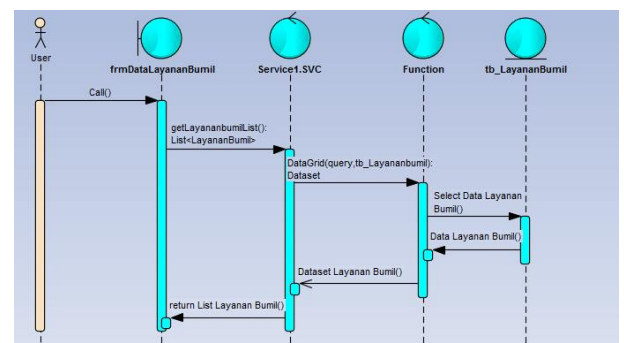 User
frmDataLayananBumil
Service1.SVC
Function
tb_LayananBumil
Call()
getLayananbumilList():
List<LayananBumil>
DataGrid(query,tb_Layananbumil):
Dataset
Select Data Layanan
Bumil()
Data Layanan Bumil()
Dataset Layanan Bumil()
return List Layanan Bumil()